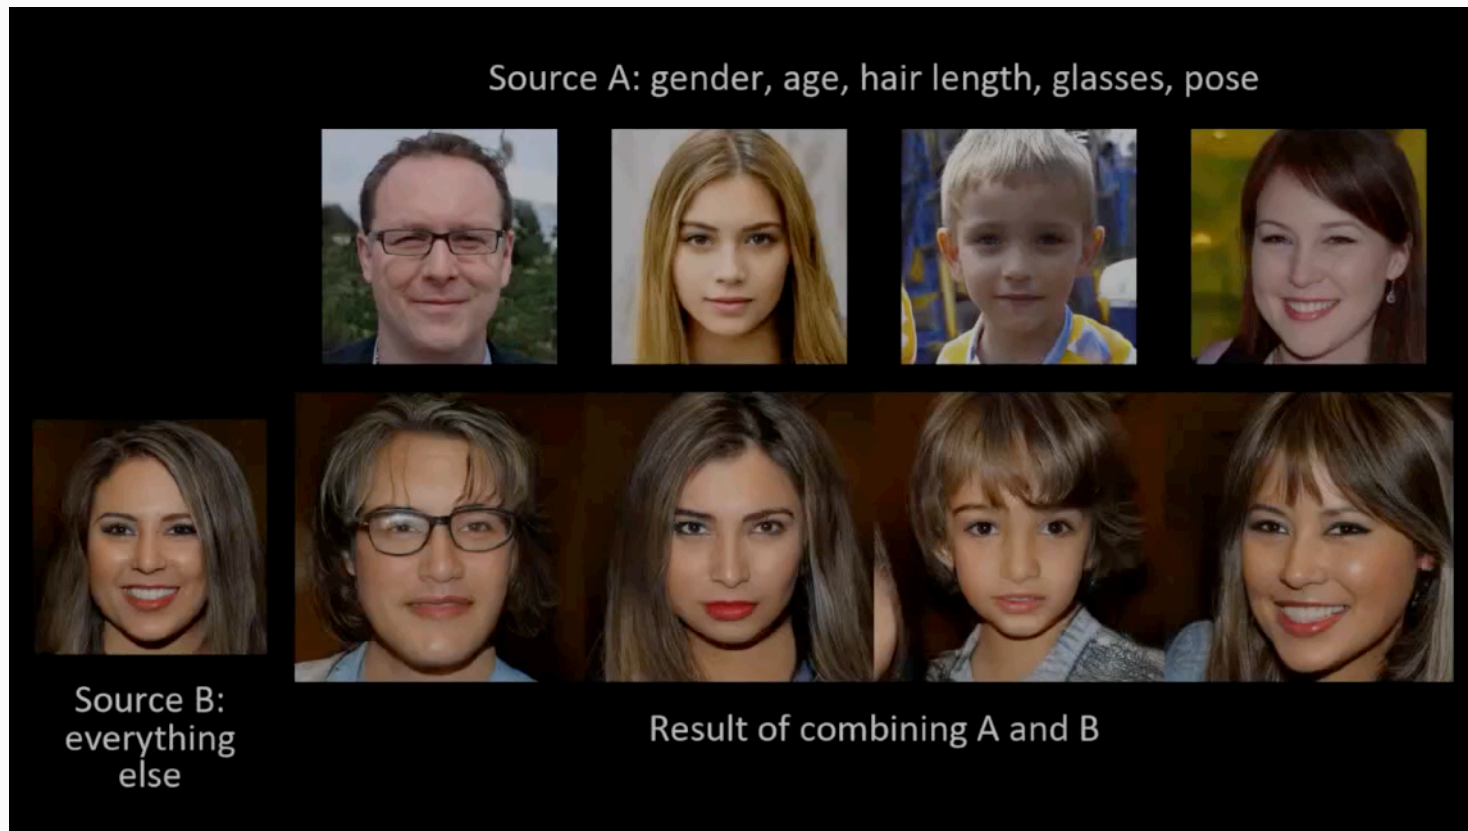 Source A: gender, age, hair length, glasses, pose
Source B:
everything
else
Result of combining A and B